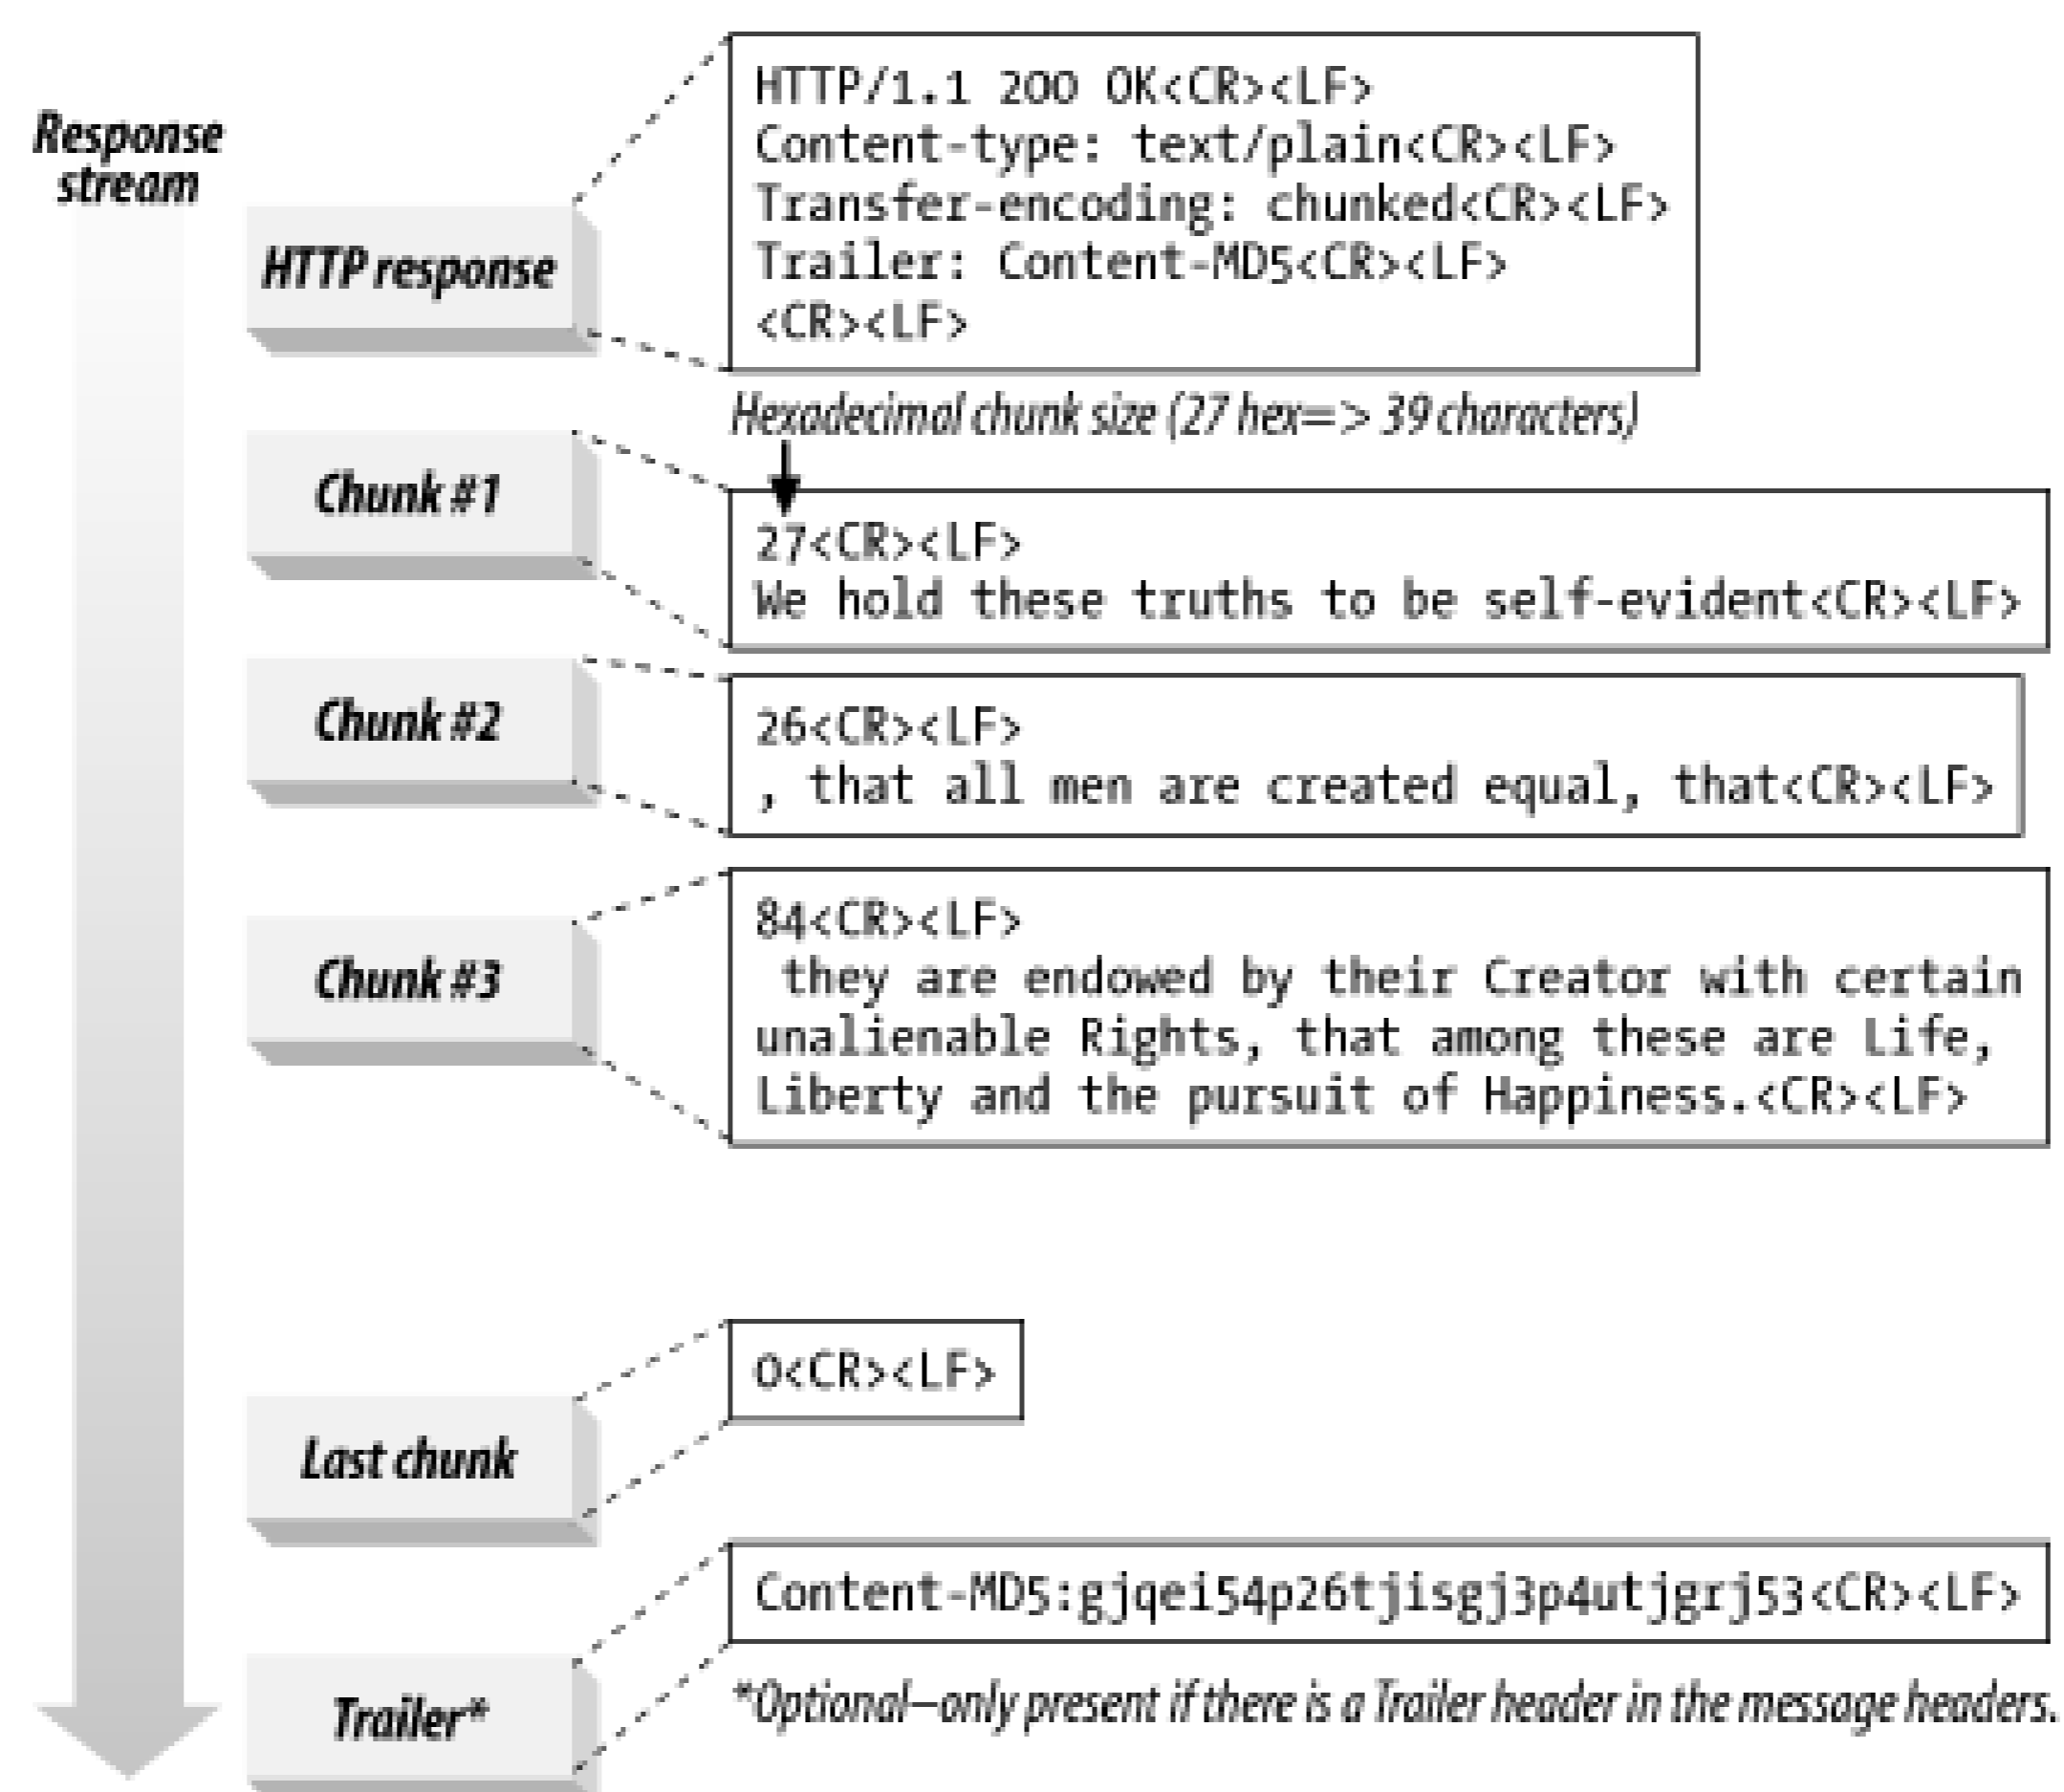 Response
stream
HTTP response
HTTP/1.1 200 OK<CR><LF>
Content-type: text/plain<CR><LF>
Transfer-encoding: chunked<CR><LF>
Trailer: Content-MD5<CR><LF>
<CR><LF>
Hexadecimal chunk size (27 hex=> 39 characters)
Chunk #1
27<CR><LF>
We hold these truths to be self-evident<CR><LF>
Chunk #2
26<CR><LF>
, that all men are created equal, that<CR><LF>
Chunk #3
84<CR><LF>
 they are endowed by their Creator with certain
unalienable Rights, that among these are Life,
Liberty and the pursuit of Happiness.<CR><LF>
Last chunk
0<CR><LF>
Trailer*
Content-MD5:gjqei54p26tjisgj3p4utjgrj53<CR><LF>
*Optional—only present if there is a Trailer header in the message headers.